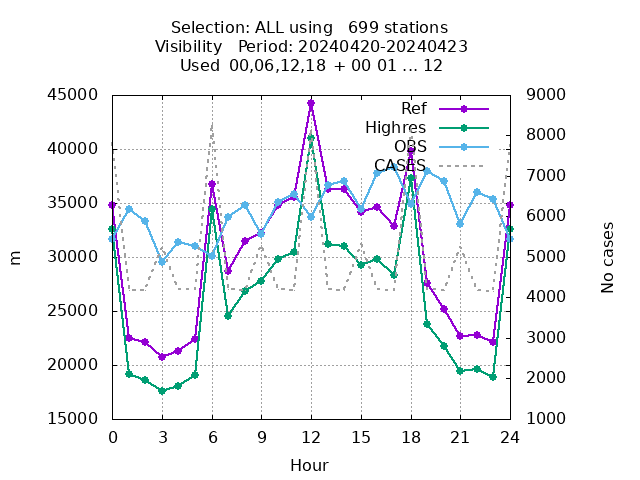 Selection: ALL using   699 stations
Visibility   Period: 20240420-20240423
Used  00,06,12,18 + 00 01 ... 12
45000
40000
35000
30000
25000
20000
15000
9000
8000
7000
6000
5000
4000
3000
2000
1000
Ref
Highres
OBS
CASES
m
No cases
0 3 6 9 12 15 18 21 24
Hour